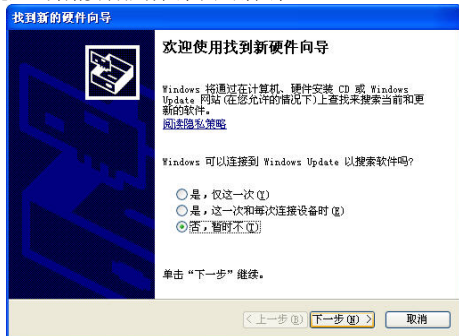 找到新的硬件向导
欢迎使用找到新硬件向导
Windows 将通过在计算机、硬件安装 CD 或 Windows
Update 网站(在您允许的情况下)上查找来搜索当前和更
新的软件。
阅读隐私策略
Windows 可以连接到 Windows Update 以搜索软件吗?
是，仅这一次(Y)
是，这一次和每次连接设备时(E)
否，暂时不(T)
单击“下一步”继续。
< 上一步(B) 下一步(N) > 取消